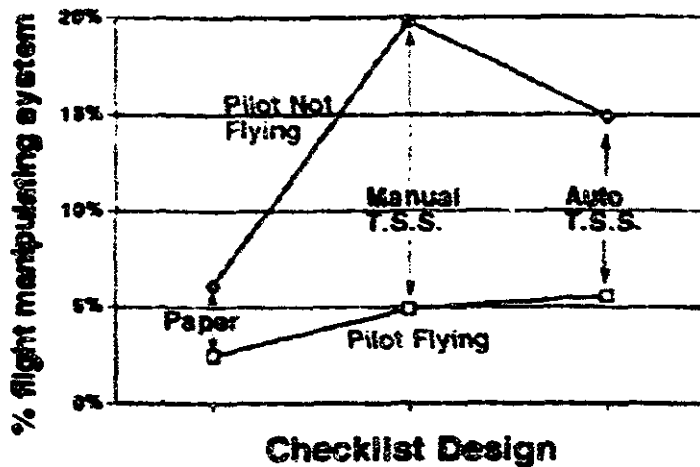 % flight manipulating system
20%
15%
10%
5%
0%
Pilot Not
Flying
Manual
T.S.S.
Auto
T.S.S.
Paper
Pilot Flying
Checklist Design